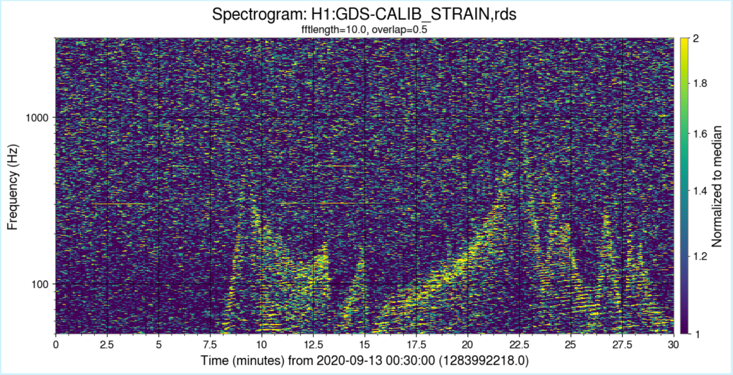 Spectrogram: H1:GDS-CALIB_STRAIN,rds
fftlength=10.0, overlap=0.5
2
1.8
1.6
1.4
1.2
1
Normalized to median
1000
100
Frequency (Hz)
0 2.5 5 7.5 10 12.5 15 17.5 20 22.5 25 27.5 30
Time (minutes) from 2020-09-13 00:30:00 (1283992218.0)